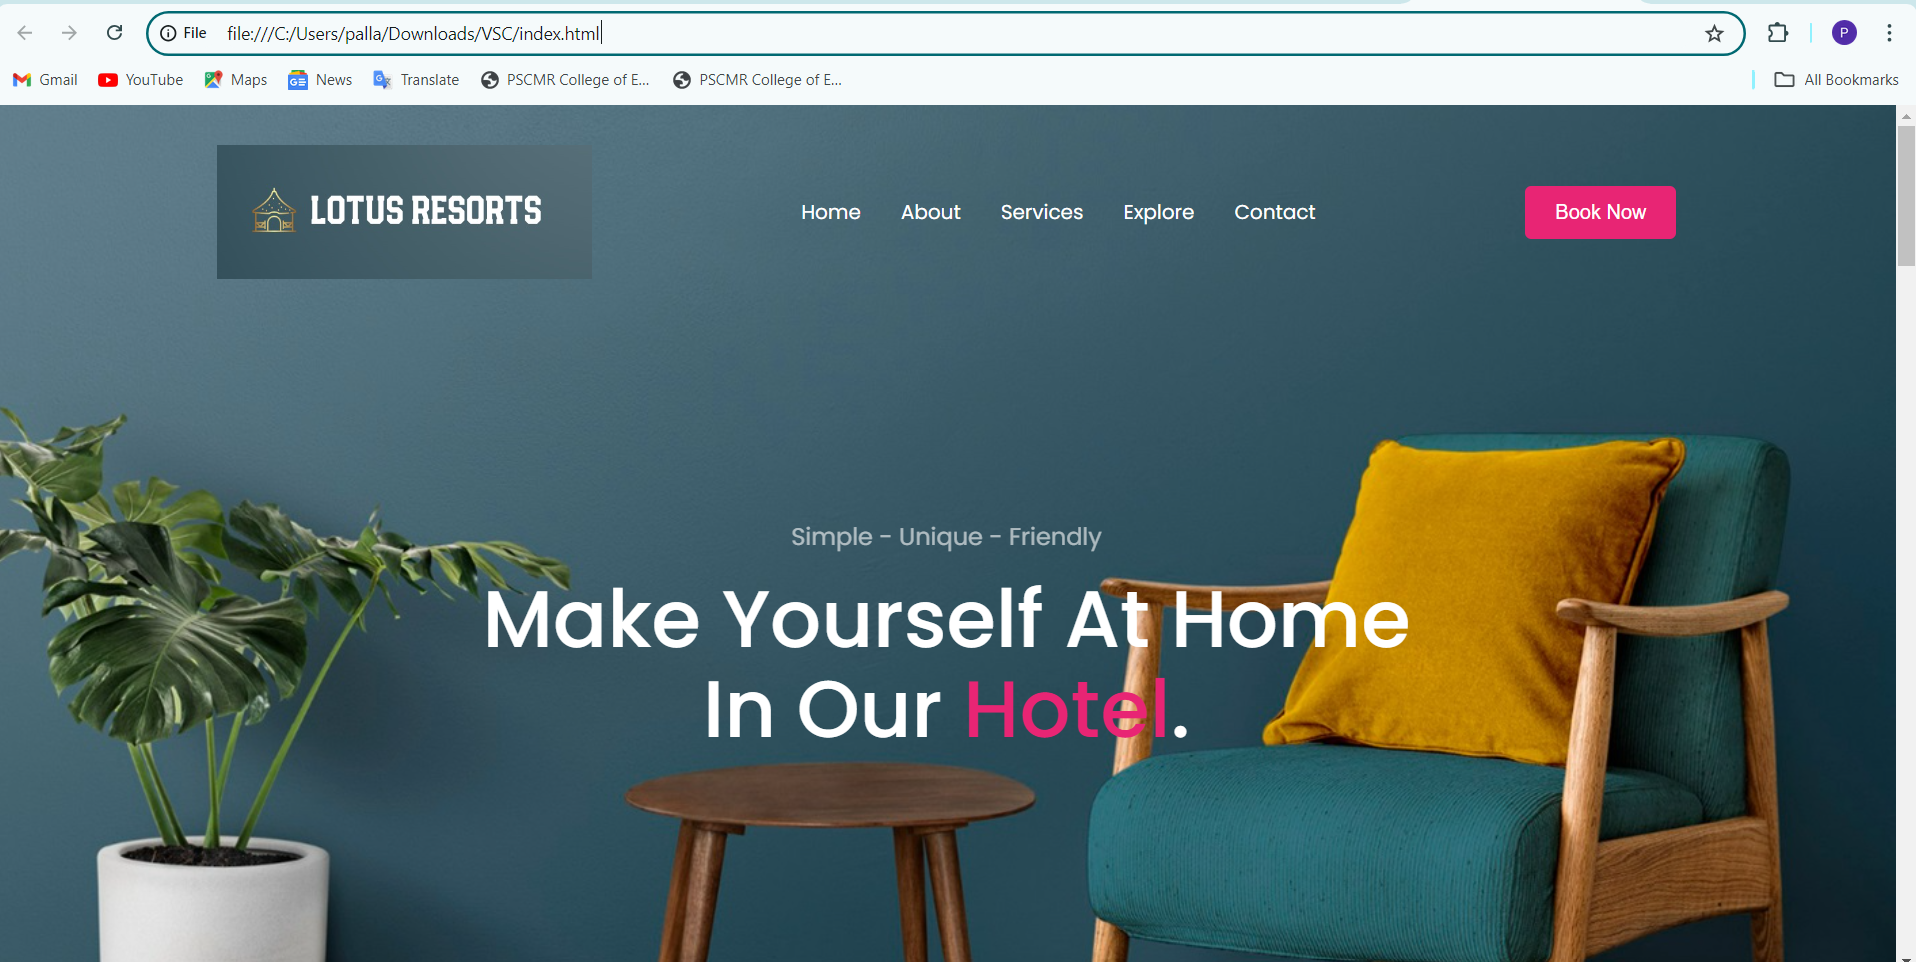 File file:///C:/Users/palla/Downloads/VSC/index.html
P
Gmail YouTube Maps News Translate PSCMR College of E... PSCMR College of E... All Bookmarks
LOTUS RESORTS
Home About Services Explore Contact
Book Now
Simple - Unique - Friendly
Make Yourself At Home
In Our Hotel.